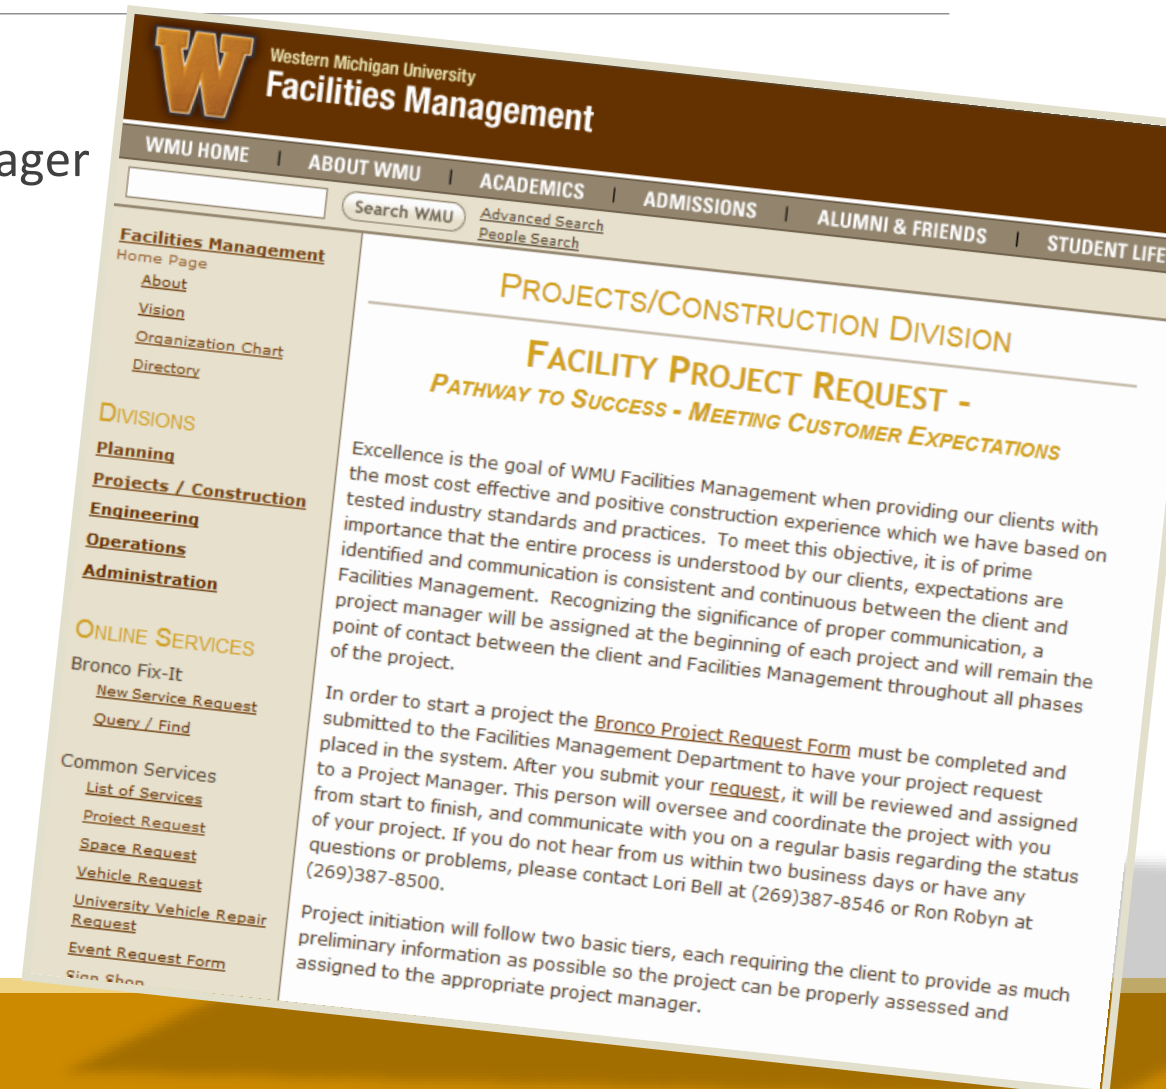 ager
W
Western Michigan University
Facilities Management
WMU HOME | ABOUT WMU | ACADEMICS | ADMISSIONS | ALUMNI & FRIENDS | STUDENT LIFE
Search WMU
Advanced Search
People Search
Facilities Management
Home Page
About
Vision
Organization Chart
Directory
DIVISIONS
Planning
Projects / Construction
Engineering
Operations
Administration
ONLINE SERVICES
Bronco Fix-It
New Service Request
Query / Find
Common Services
List of Services
Project Request
Space Request
Vehicle Request
University Vehicle Repair
Request
Event Request Form
Sign Shop
PROJECTS/CONSTRUCTION DIVISION
FACILITY PROJECT REQUEST -
PATHWAY TO SUCCESS - MEETING CUSTOMER EXPECTATIONS
Excellence is the goal of WMU Facilities Management when providing our clients with
the most cost effective and positive construction experience which we have based on
tested industry standards and practices. To meet this objective, it is of prime
importance that the entire process is understood by our clients, expectations are
identified and communication is consistent and continuous between the client and
Facilities Management. Recognizing the significance of proper communication, a
project manager will be assigned at the beginning of each project and will remain the
point of contact between the client and Facilities Management throughout all phases
of the project.
In order to start a project the Bronco Project Request Form must be completed and
submitted to the Facilities Management Department to have your project request
placed in the system. After you submit your request, it will be reviewed and assigned
to a Project Manager. This person will oversee and coordinate the project with you
from start to finish, and communicate with you on a regular basis regarding the status
of your project. If you do not hear from us within two business days or have any
questions or problems, please contact Lori Bell at (269)387-8546 or Ron Robyn at
(269)387-8500.
Project initiation will follow two basic tiers, each requiring the client to provide as much
preliminary information as possible so the project can be properly assessed and
assigned to the appropriate project manager.